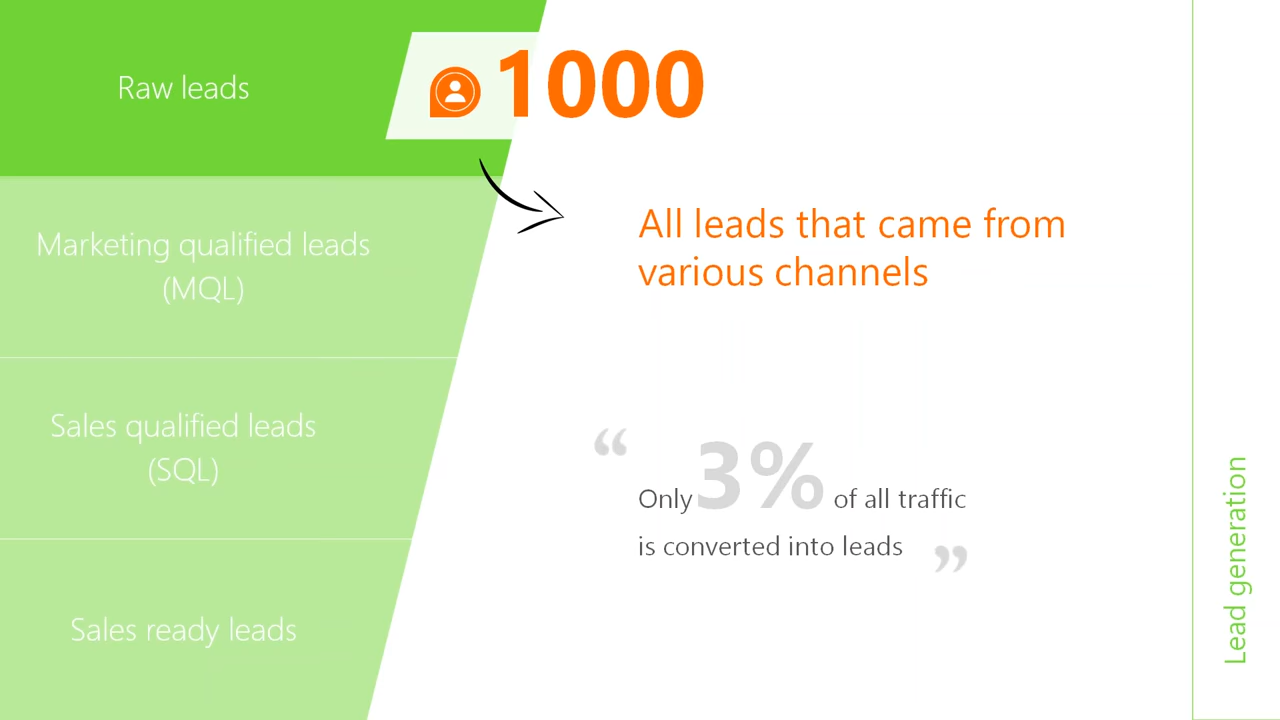 Raw leads
1000
All leads that came from
various channels
Marketing qualified leads
(MQL)
Sales qualified leads
(SQL)
Sales ready leads
“ Only 3% of all traffic
is converted into leads ”
Lead generation